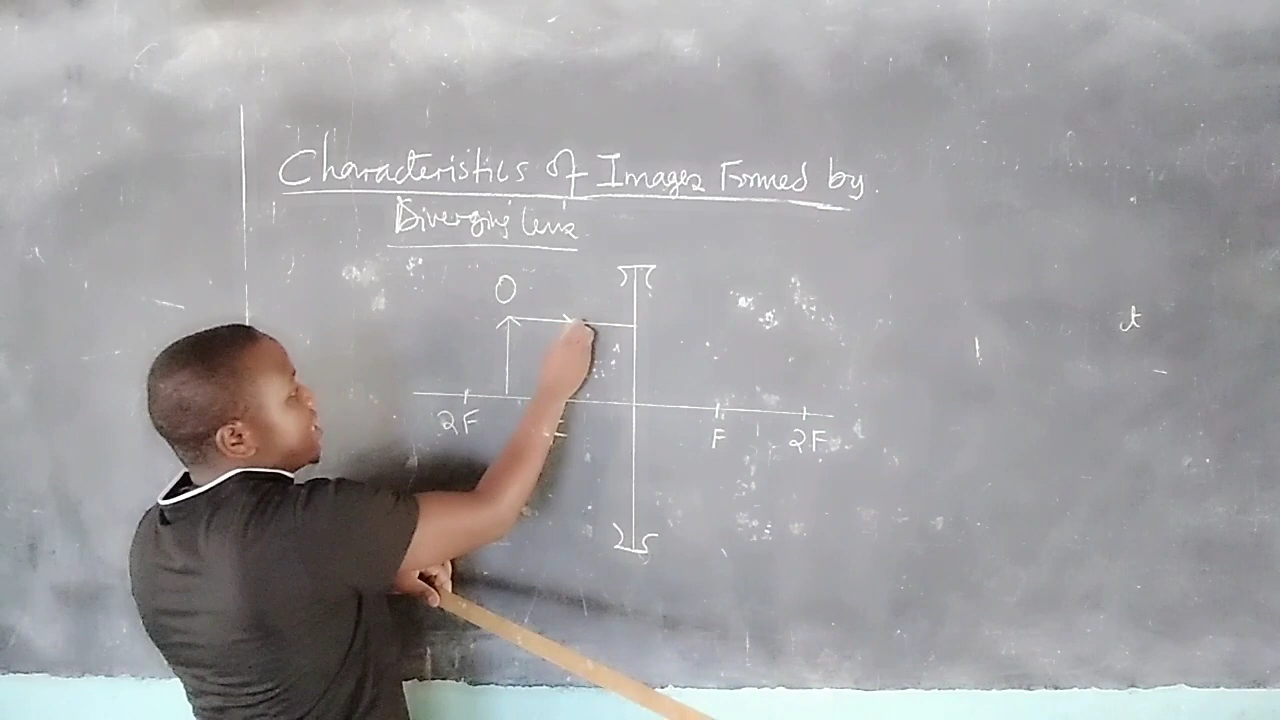 Characteristics of Images Formed by
Diverging lens
O
2F F F 2F
t